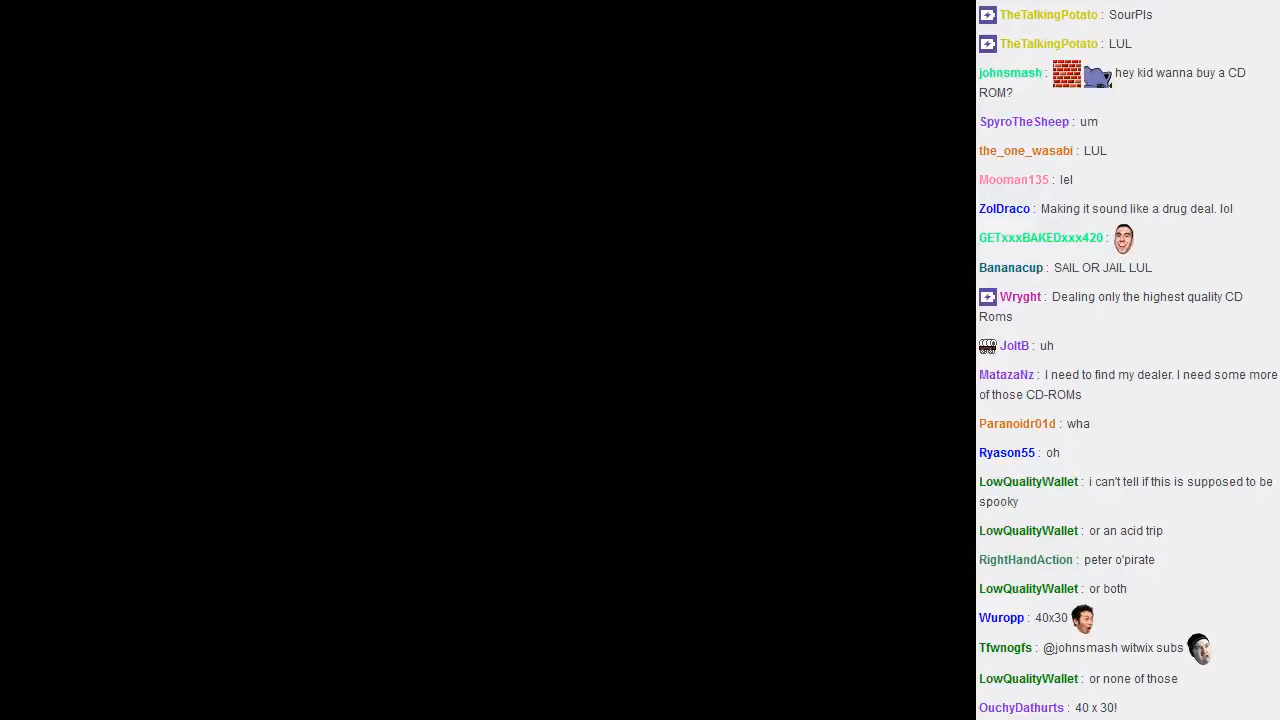 TheTalkingPotato : SourPls
TheTalkingPotato : LUL
johnsmash : hey kid wanna buy a CD
ROM?
SpyroTheSheep : um
the_one_wasabi : LUL
Mooman135 : lel
ZolDraco : Making it sound like a drug deal. lol
GETxxxBAKEDxxx420 :
Bananacup : SAIL OR JAIL LUL
Wryght : Dealing only the highest quality CD
Roms
JoltB : uh
MatazaNz : I need to find my dealer. I need some more
of those CD-ROMs
Paranoidr01d : wha
Ryason55 : oh
LowQualityWallet : i can't tell if this is supposed to be
spooky
LowQualityWallet : or an acid trip
RightHandAction : peter o'pirate
LowQualityWallet : or both
Wuropp : 40x30
Tfwnogfs : @johnsmash witwix subs
LowQualityWallet : or none of those
OuchyDathurts : 40 x 30!